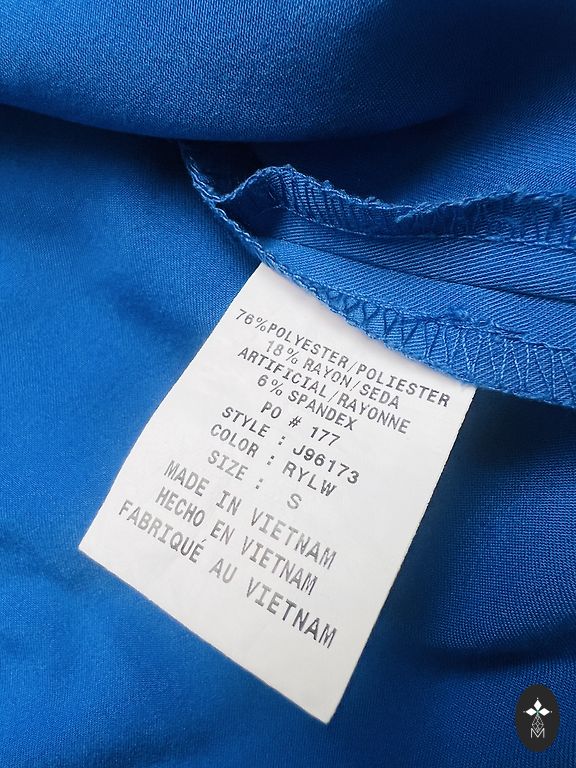 76%POLYESTER/POLIESTER
18% RAYON/SEDA
ARTIFICIAL/RAYONNE
6% SPANDEX
PO # 177
STYLE : J96173
COLOR : RYLW
SIZE : S
MADE IN VIETNAM
HECHO EN VIETNAM
FABRIQUÉ AU VIETNAM